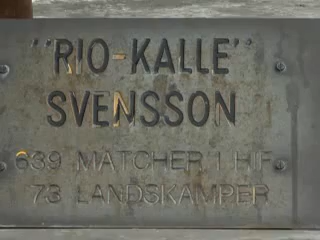 "RIO-KALLE"
SVENSSON
639 MATCHER I HIF
73 LANDSKAMPER